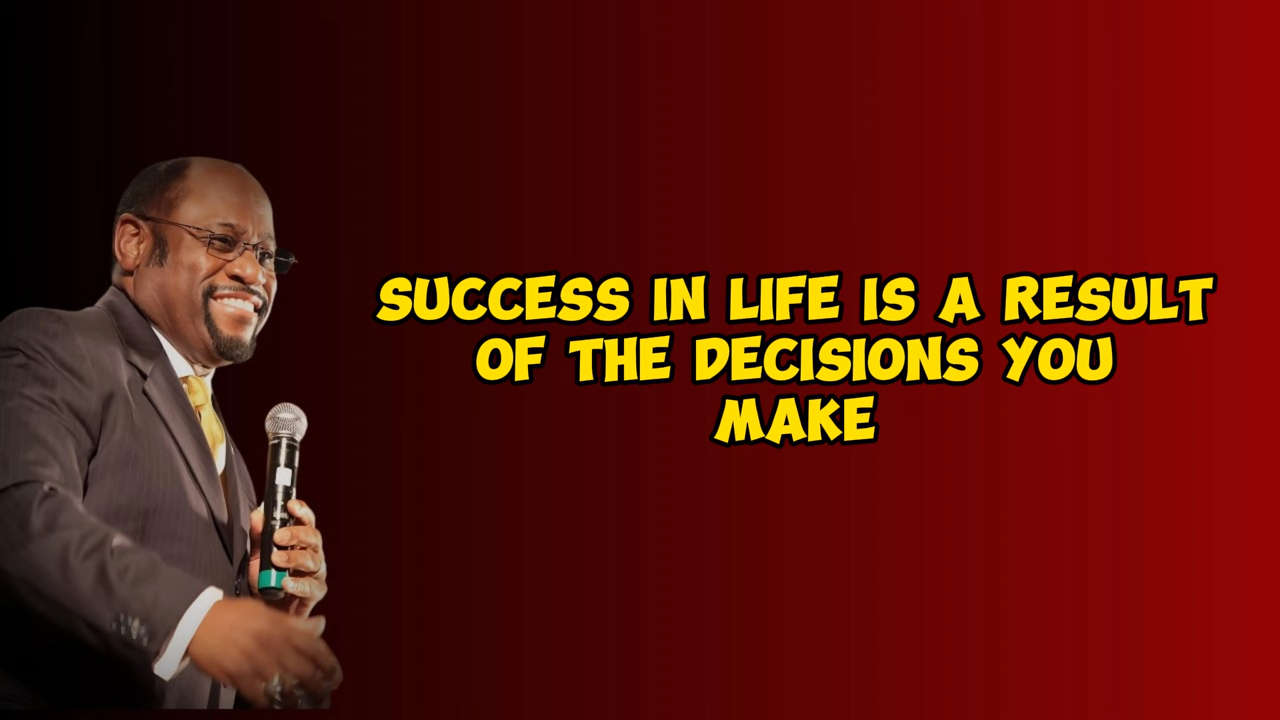 SUCCESS IN LIFE IS A RESULT
OF THE DECISIONS YOU
MAKE